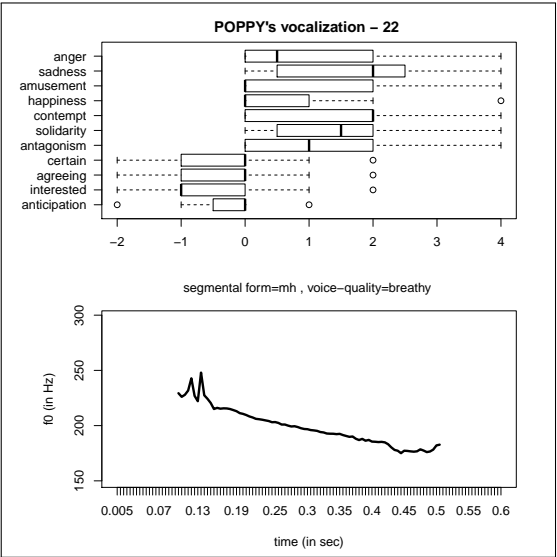 POPPY's vocalization − 22
anger
sadness
amusement
happiness
contempt
solidarity
antagonism
certain
agreeing
interested
anticipation
−2 −1 0 1 2 3 4
segmental form=mh , voice−quality=breathy
300
250
200
150
f0 (in Hz)
0.005 0.07 0.13 0.19 0.25 0.3 0.35 0.4 0.45 0.5 0.55 0.6
time (in sec)